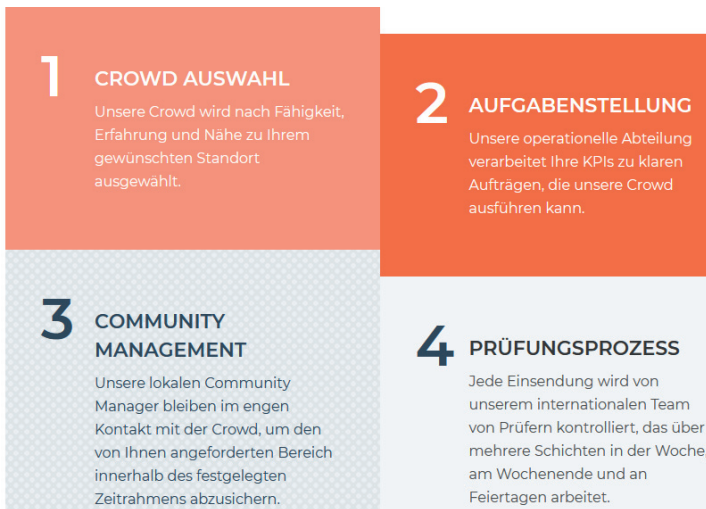 1
CROWD AUSWAHL
Unsere Crowd wird nach Fähigkeit,
Erfahrung und Nähe zu Ihrem
gewünschten Standort
ausgewählt.
2
AUFGABENSTELLUNG
Unsere operationelle Abteilung
verarbeitet Ihre KPIs zu klaren
Aufträgen, die unsere Crowd
ausführen kann.
3
COMMUNITY
MANAGEMENT
Unsere lokalen Community
Manager bleiben im engen
Kontakt mit der Crowd, um den
von Ihnen angeforderten Bereich
innerhalb des festgelegten
Zeitrahmens abzusichern.
4
PRÜFUNGSPROZESS
Jede Einsendung wird von
unserem internationalen Team
von Prüfern kontrolliert, das über
mehrere Schichten in der Woche,
am Wochenende und an
Feiertagen arbeitet.